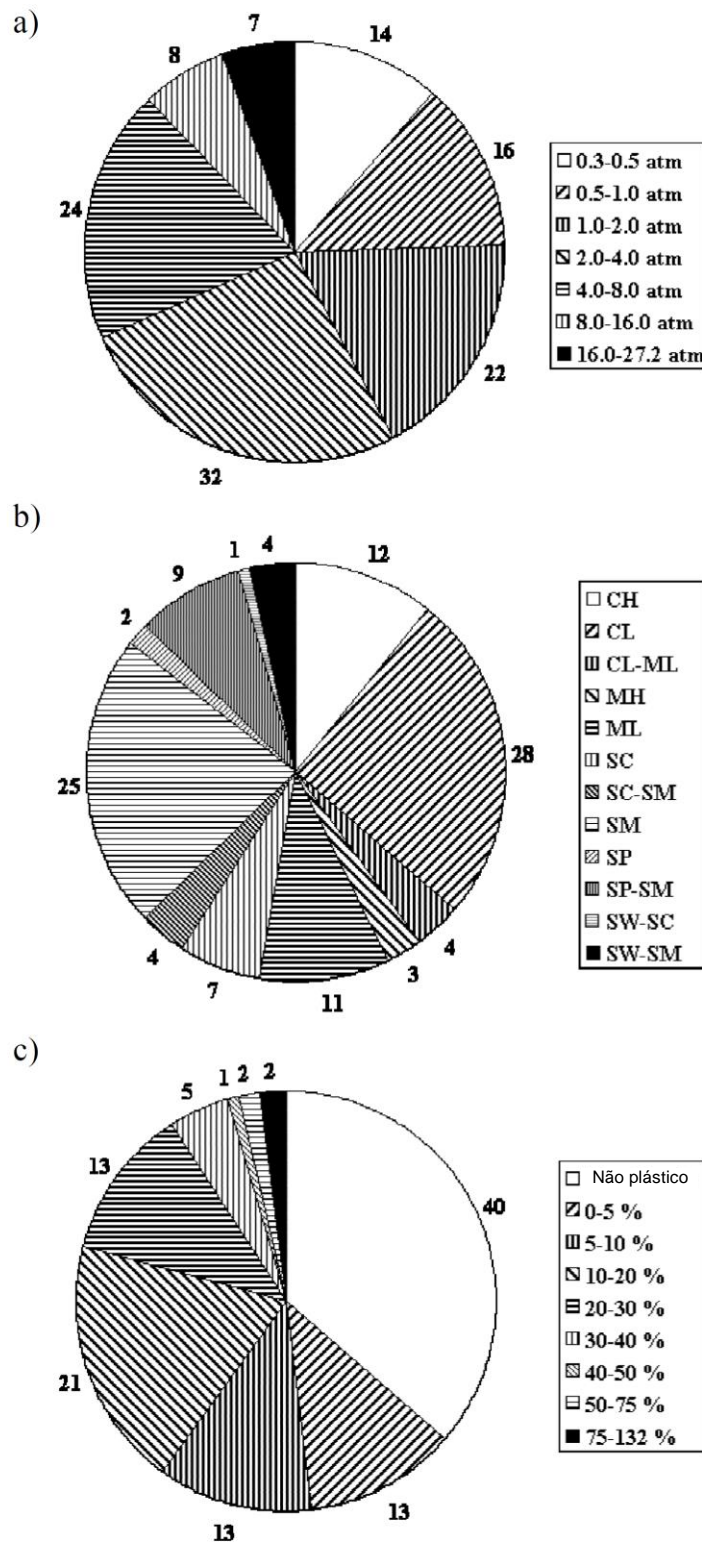 a)
7
14
8
16
24
22
32
0.3-0.5 atm
0.5-1.0 atm
1.0-2.0 atm
2.0-4.0 atm
4.0-8.0 atm
8.0-16.0 atm
16.0-27.2 atm
b)
1
4
12
9
2
28
25
4
4
7
11
3
CH
CL
CL-ML
MH
ML
SC
SC-SM
SM
SP
SP-SM
SW-SC
SW-SM
c)
5
1
2
2
13
40
21
13
13
Não plástico
0-5 %
5-10 %
10-20 %
20-30 %
30-40 %
40-50 %
50-75 %
75-132 %